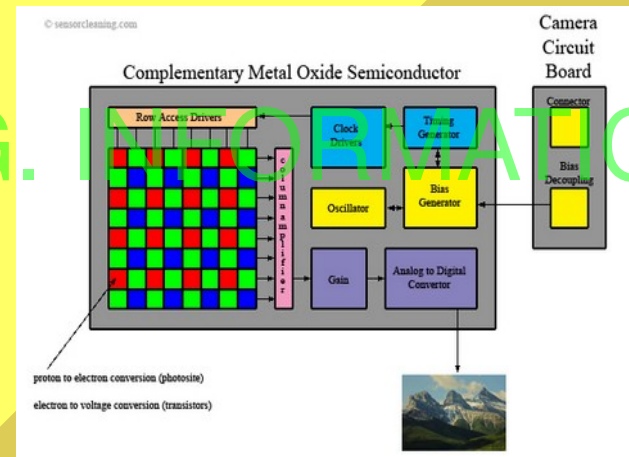 © sensorcleaning.com
Camera
Circuit
Board
Complementary Metal Oxide Semiconductor
Connector
Row Access Drivers
Clock
Drivers
Timing
Generator
G. INFORMATIO
Bias
Decoupling
column amplifier
Oscillator
Bias
Generator
Gain
Analog to Digital
Convertor
proton to electron conversion (photosite)
electron to voltage conversion (transistors)